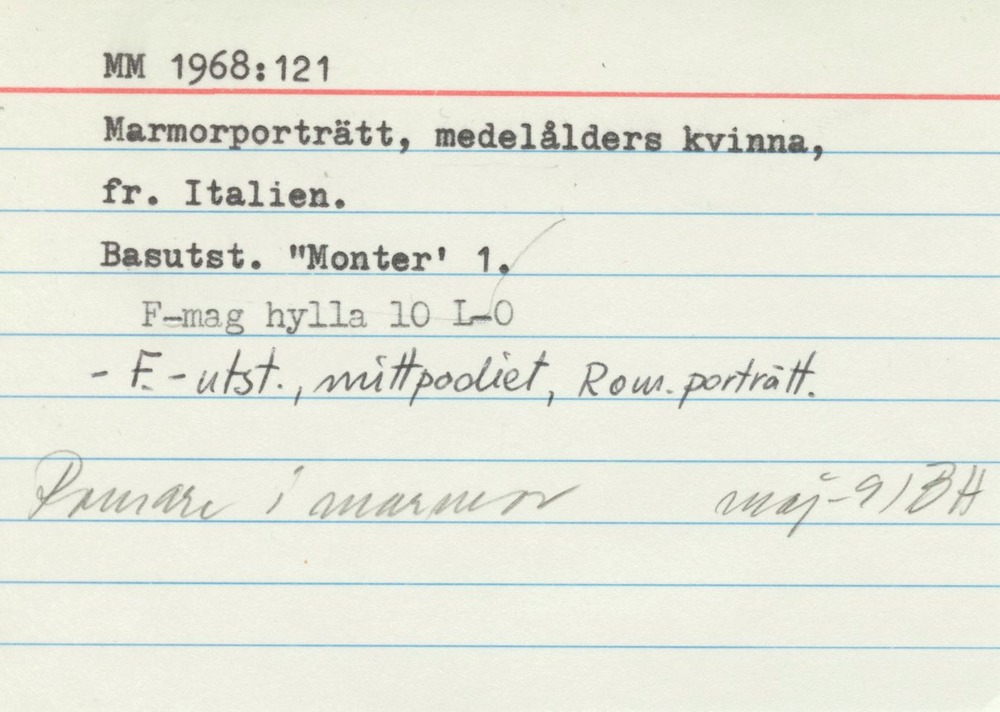 MM 1968:121
Marmorporträtt, medelålders kvinna,
fr. Italien.
Basutst. "Monter' 1.
F-mag hylla 10 L-O
- F.-utst., mittpodiet, Rom. porträtt.
Romare i marmor maj-91 BH